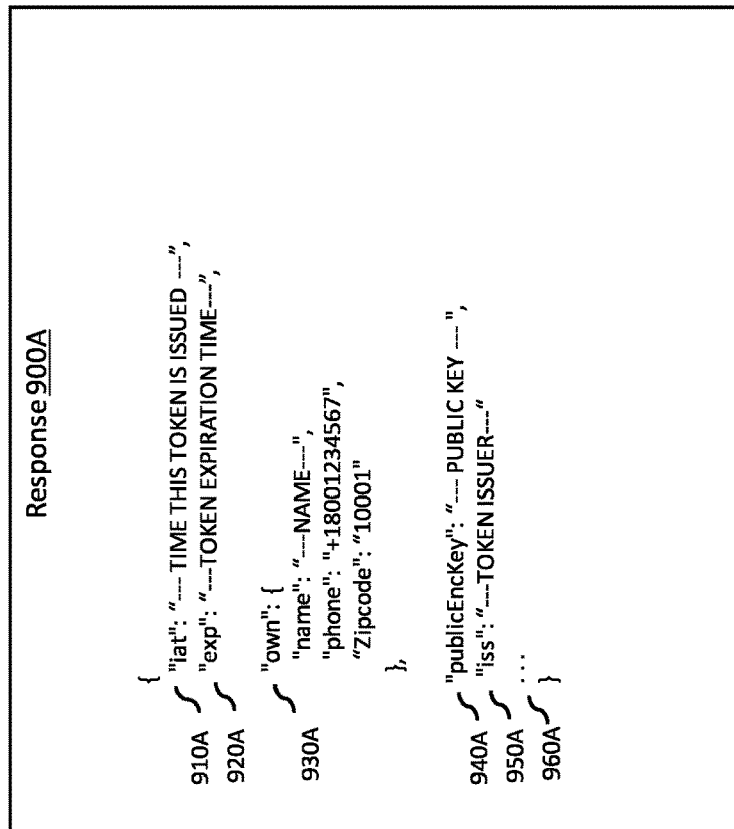 Response 900A
{
910A "iat": “---- TIME THIS TOKEN IS ISSUED ---”,
920A "exp": “---TOKEN EXPIRATION TIME---”,
930A "own": {
"name": “---NAME---",
"phone": "+18001234567",
“Zipcode": “10001"
},
940A "publicEncKey": “--- PUBLIC KEY --- ",
950A "iss": “---TOKEN ISSUER---“
960A . . .
}